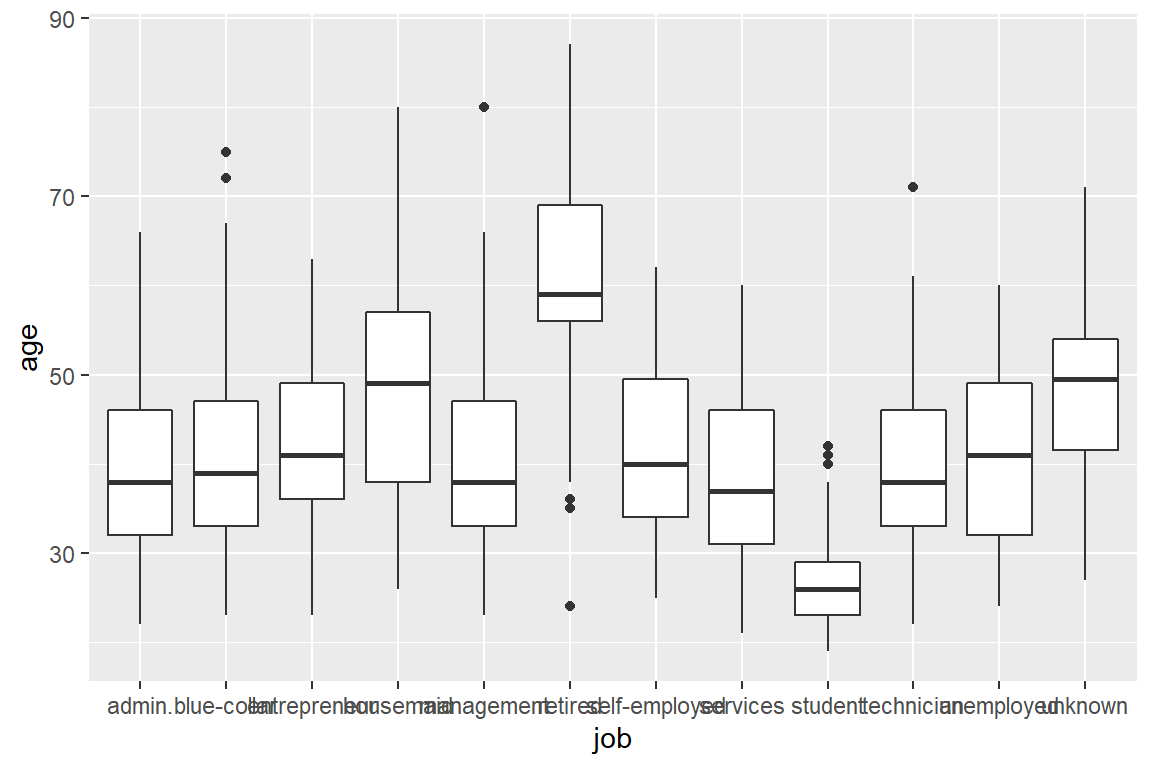 90
70
50
30
age
admin. blue-collar entrepreneur housemaid management retired self-employed services student technician unemployed unknown
job